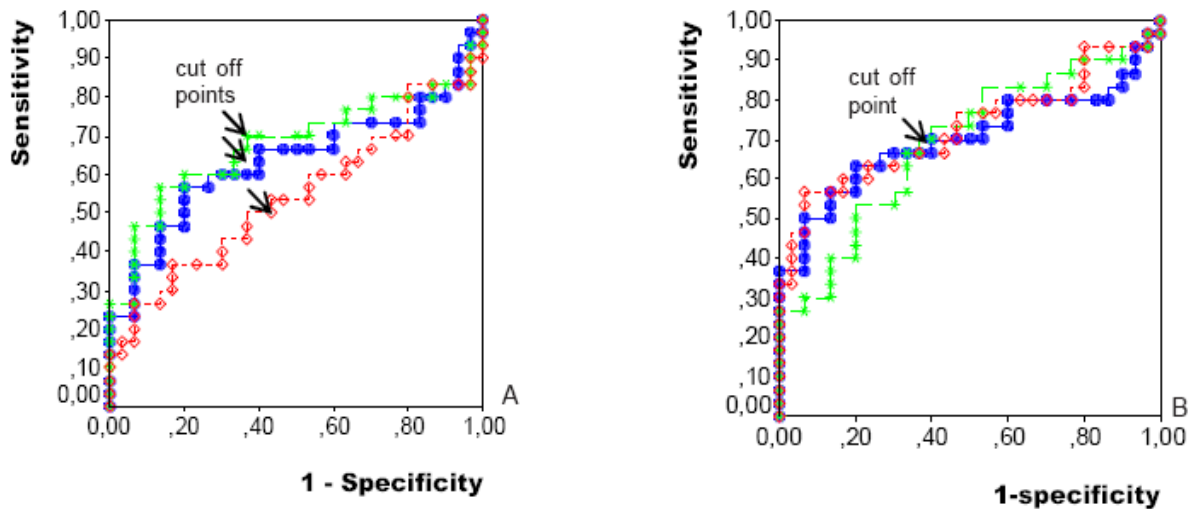 Sensitivity
1,00
,90
,80
,70
,60
,50
,40
,30
,20
,10
0,00
cut off
points
A
0,00 ,20 ,40 ,60 ,80 1,00
1 - Specificity
Sensitivity
1,00
,90
,80
,70
,60
,50
,40
,30
,20
,10
0,00
cut off
point
B
0,00 ,20 ,40 ,60 ,80 1,00
1-specificity